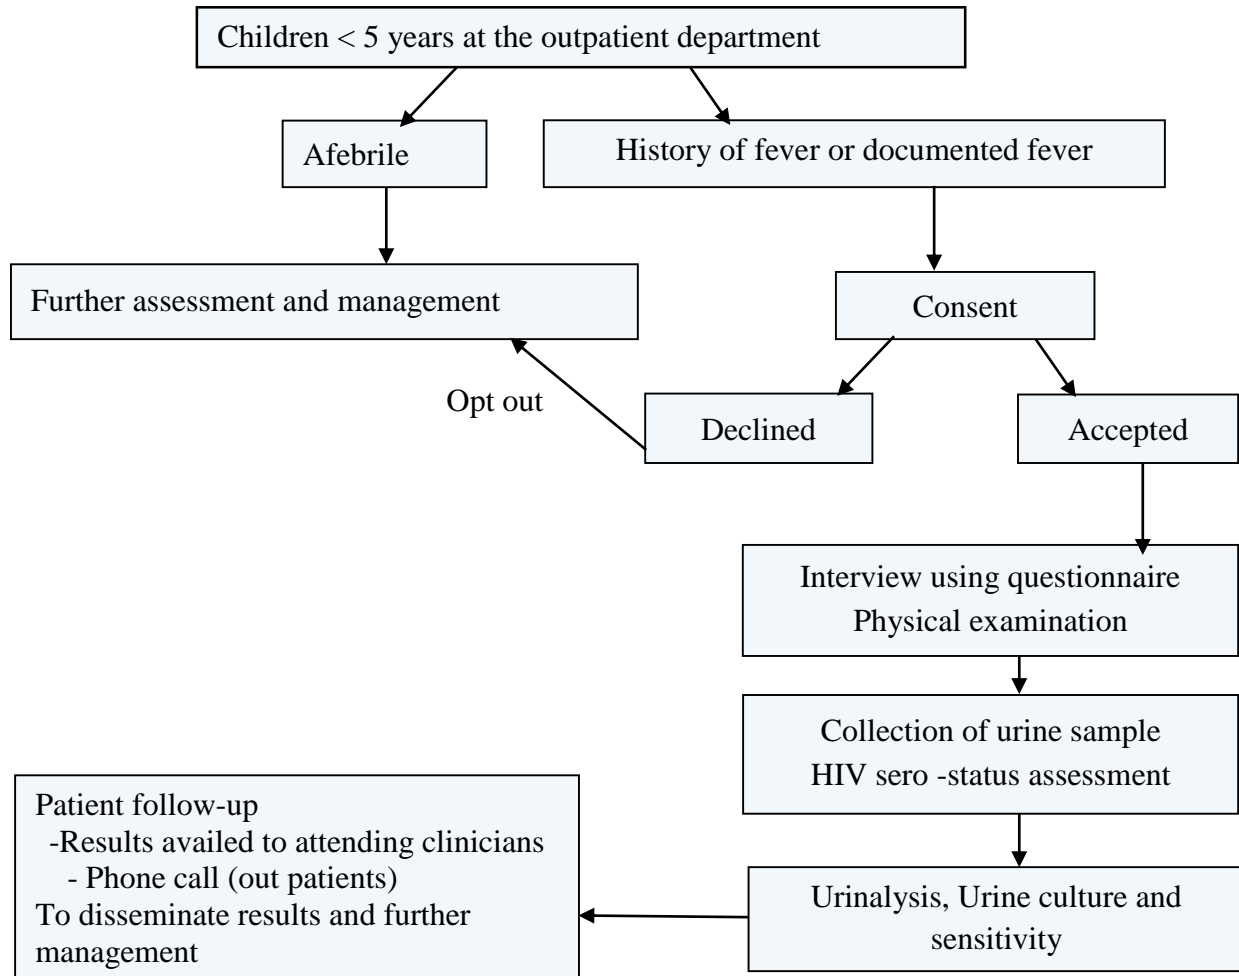 Children < 5 years at the outpatient department
Afebrile
History of fever or documented fever
Further assessment and management
Consent
Opt out
Declined
Accepted
Interview using questionnaire
Physical examination
Collection of urine sample
HIV sero -status assessment
Patient follow-up
-Results availed to attending clinicians
- Phone call (out patients)
To disseminate results and further
management
Urinalysis, Urine culture and
sensitivity